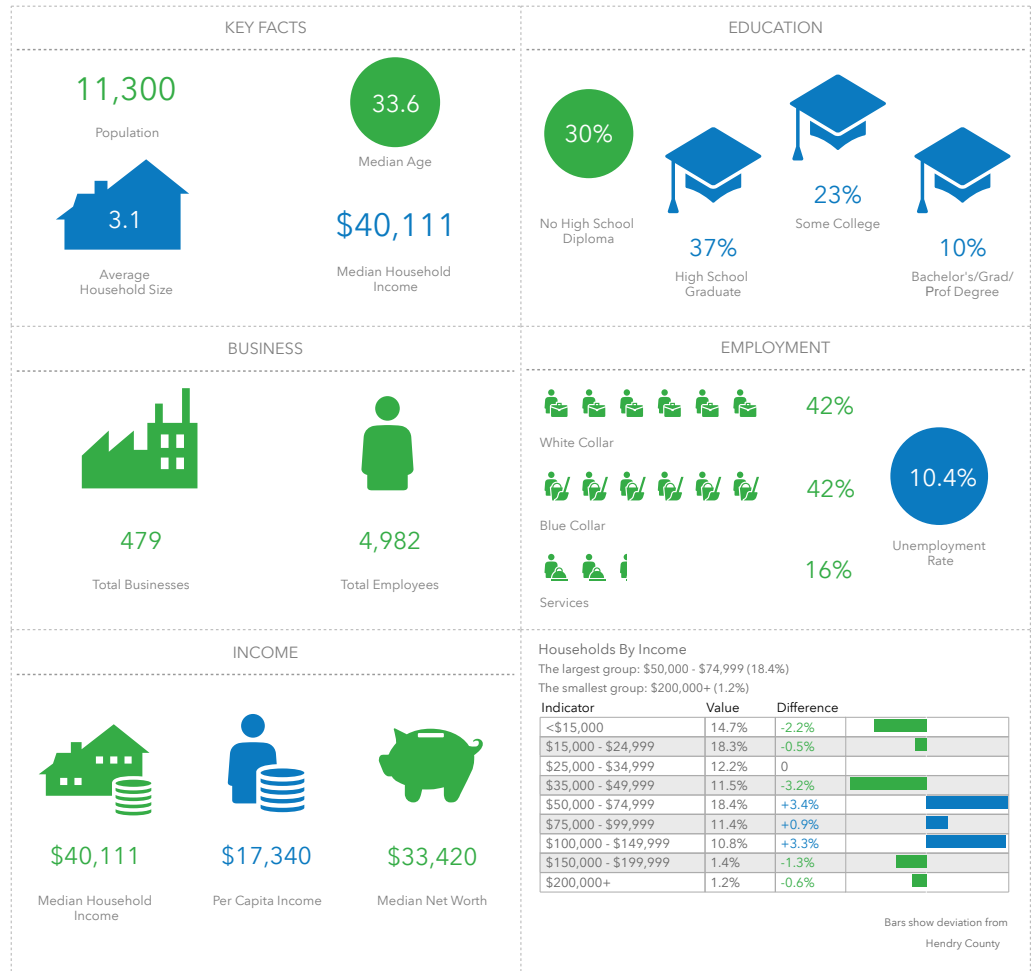 KEY FACTS
11,300
Population
33.6
Median Age
3.1
Average
Household Size
$40,111
Median Household
Income
EDUCATION
30%
No High School
Diploma
37%
High School
Graduate
23%
Some College
10%
Bachelor's/Grad/
Prof Degree
BUSINESS
479
Total Businesses
4,982
Total Employees
EMPLOYMENT
42%
White Collar
42%
Blue Collar
16%
Services
10.4%
Unemployment
Rate
INCOME
$40,111
Median Household
Income
$17,340
Per Capita Income
$33,420
Median Net Worth
Households By Income
The largest group: $50,000 - $74,999 (18.4%)
The smallest group: $200,000+ (1.2%)
Indicator Value Difference
<$15,000 14.7% -2.2%
$15,000 - $24,999 18.3% -0.5%
$25,000 - $34,999 12.2% 0
$35,000 - $49,999 11.5% -3.2%
$50,000 - $74,999 18.4% +3.4%
$75,000 - $99,999 11.4% +0.9%
$100,000 - $149,999 10.8% +3.3%
$150,000 - $199,999 1.4% -1.3%
$200,000+ 1.2% -0.6%
Bars show deviation from
Hendry County